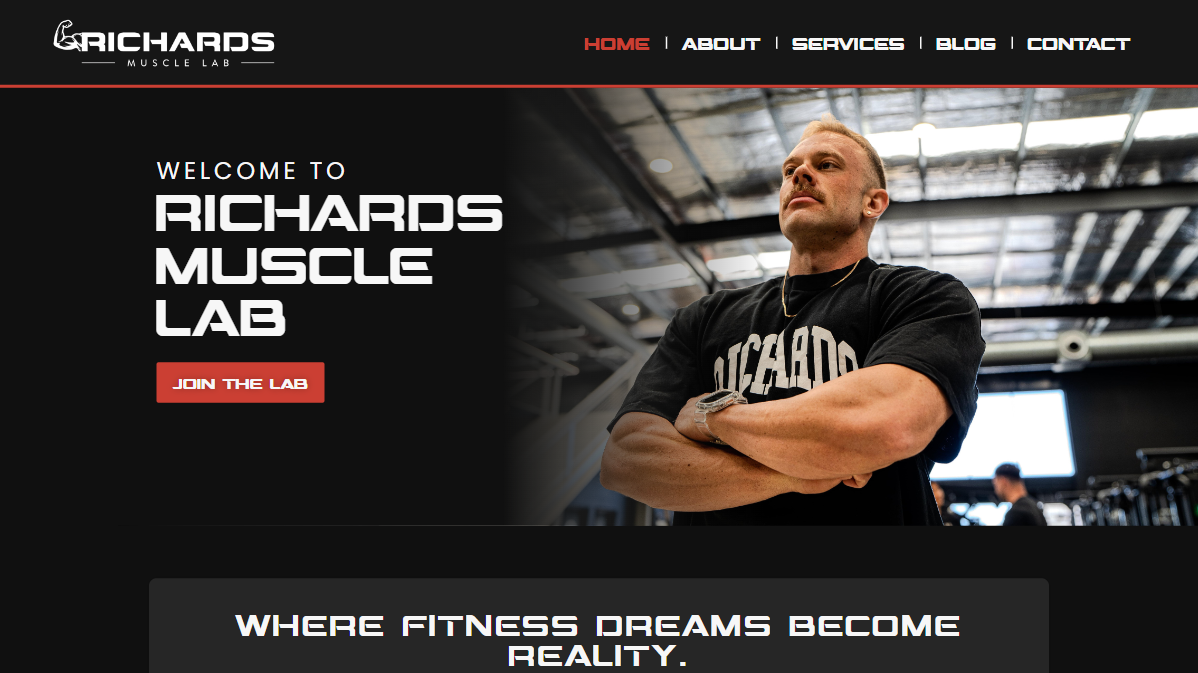 RICHARDS
MUSCLE LAB
HOME | ABOUT | SERVICES | BLOG | CONTACT
WELCOME TO
RICHARDS
MUSCLE
LAB
JOIN THE LAB
RICHARDS
WHERE FITNESS DREAMS BECOME
REALITY.